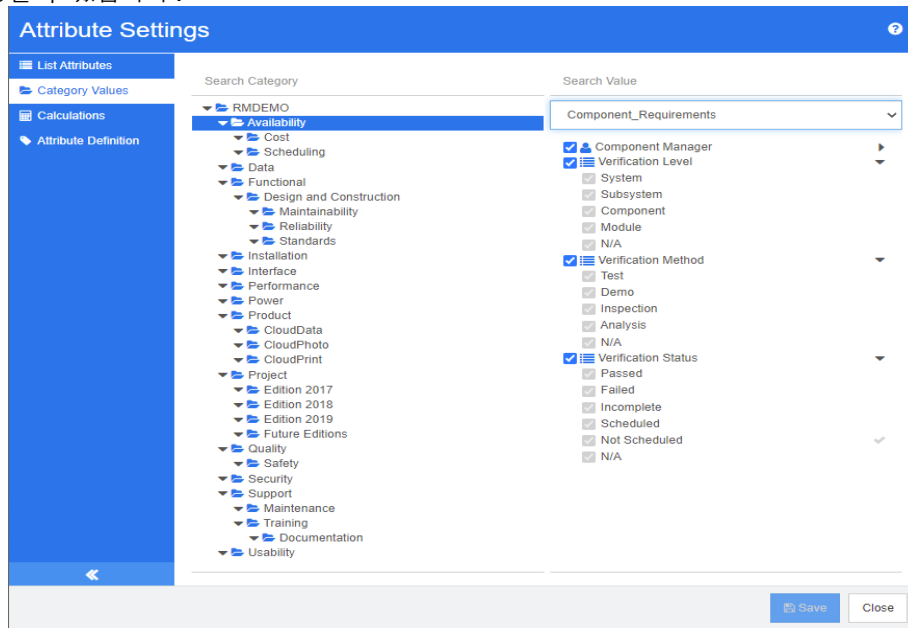 Attribute Settings
List Attributes
Category Values
Calculations
Attribute Definition
Search Category
RMDEMO
Availability
Cost
Scheduling
Data
Functional
Design and Construction
Maintainability
Reliability
Standards
Installation
Interface
Performance
Power
Product
CloudData
CloudPhoto
CloudPrint
Project
Edition 2017
Edition 2018
Edition 2019
Future Editions
Quality
Safety
Security
Support
Maintenance
Training
Documentation
Usability
Search Value
Component_Requirements
Component Manager
Verification Level
System
Subsystem
Component
Module
N/A
Verification Method
Test
Demo
Inspection
Analysis
N/A
Verification Status
Passed
Failed
Incomplete
Scheduled
Not Scheduled
N/A
Save
Close